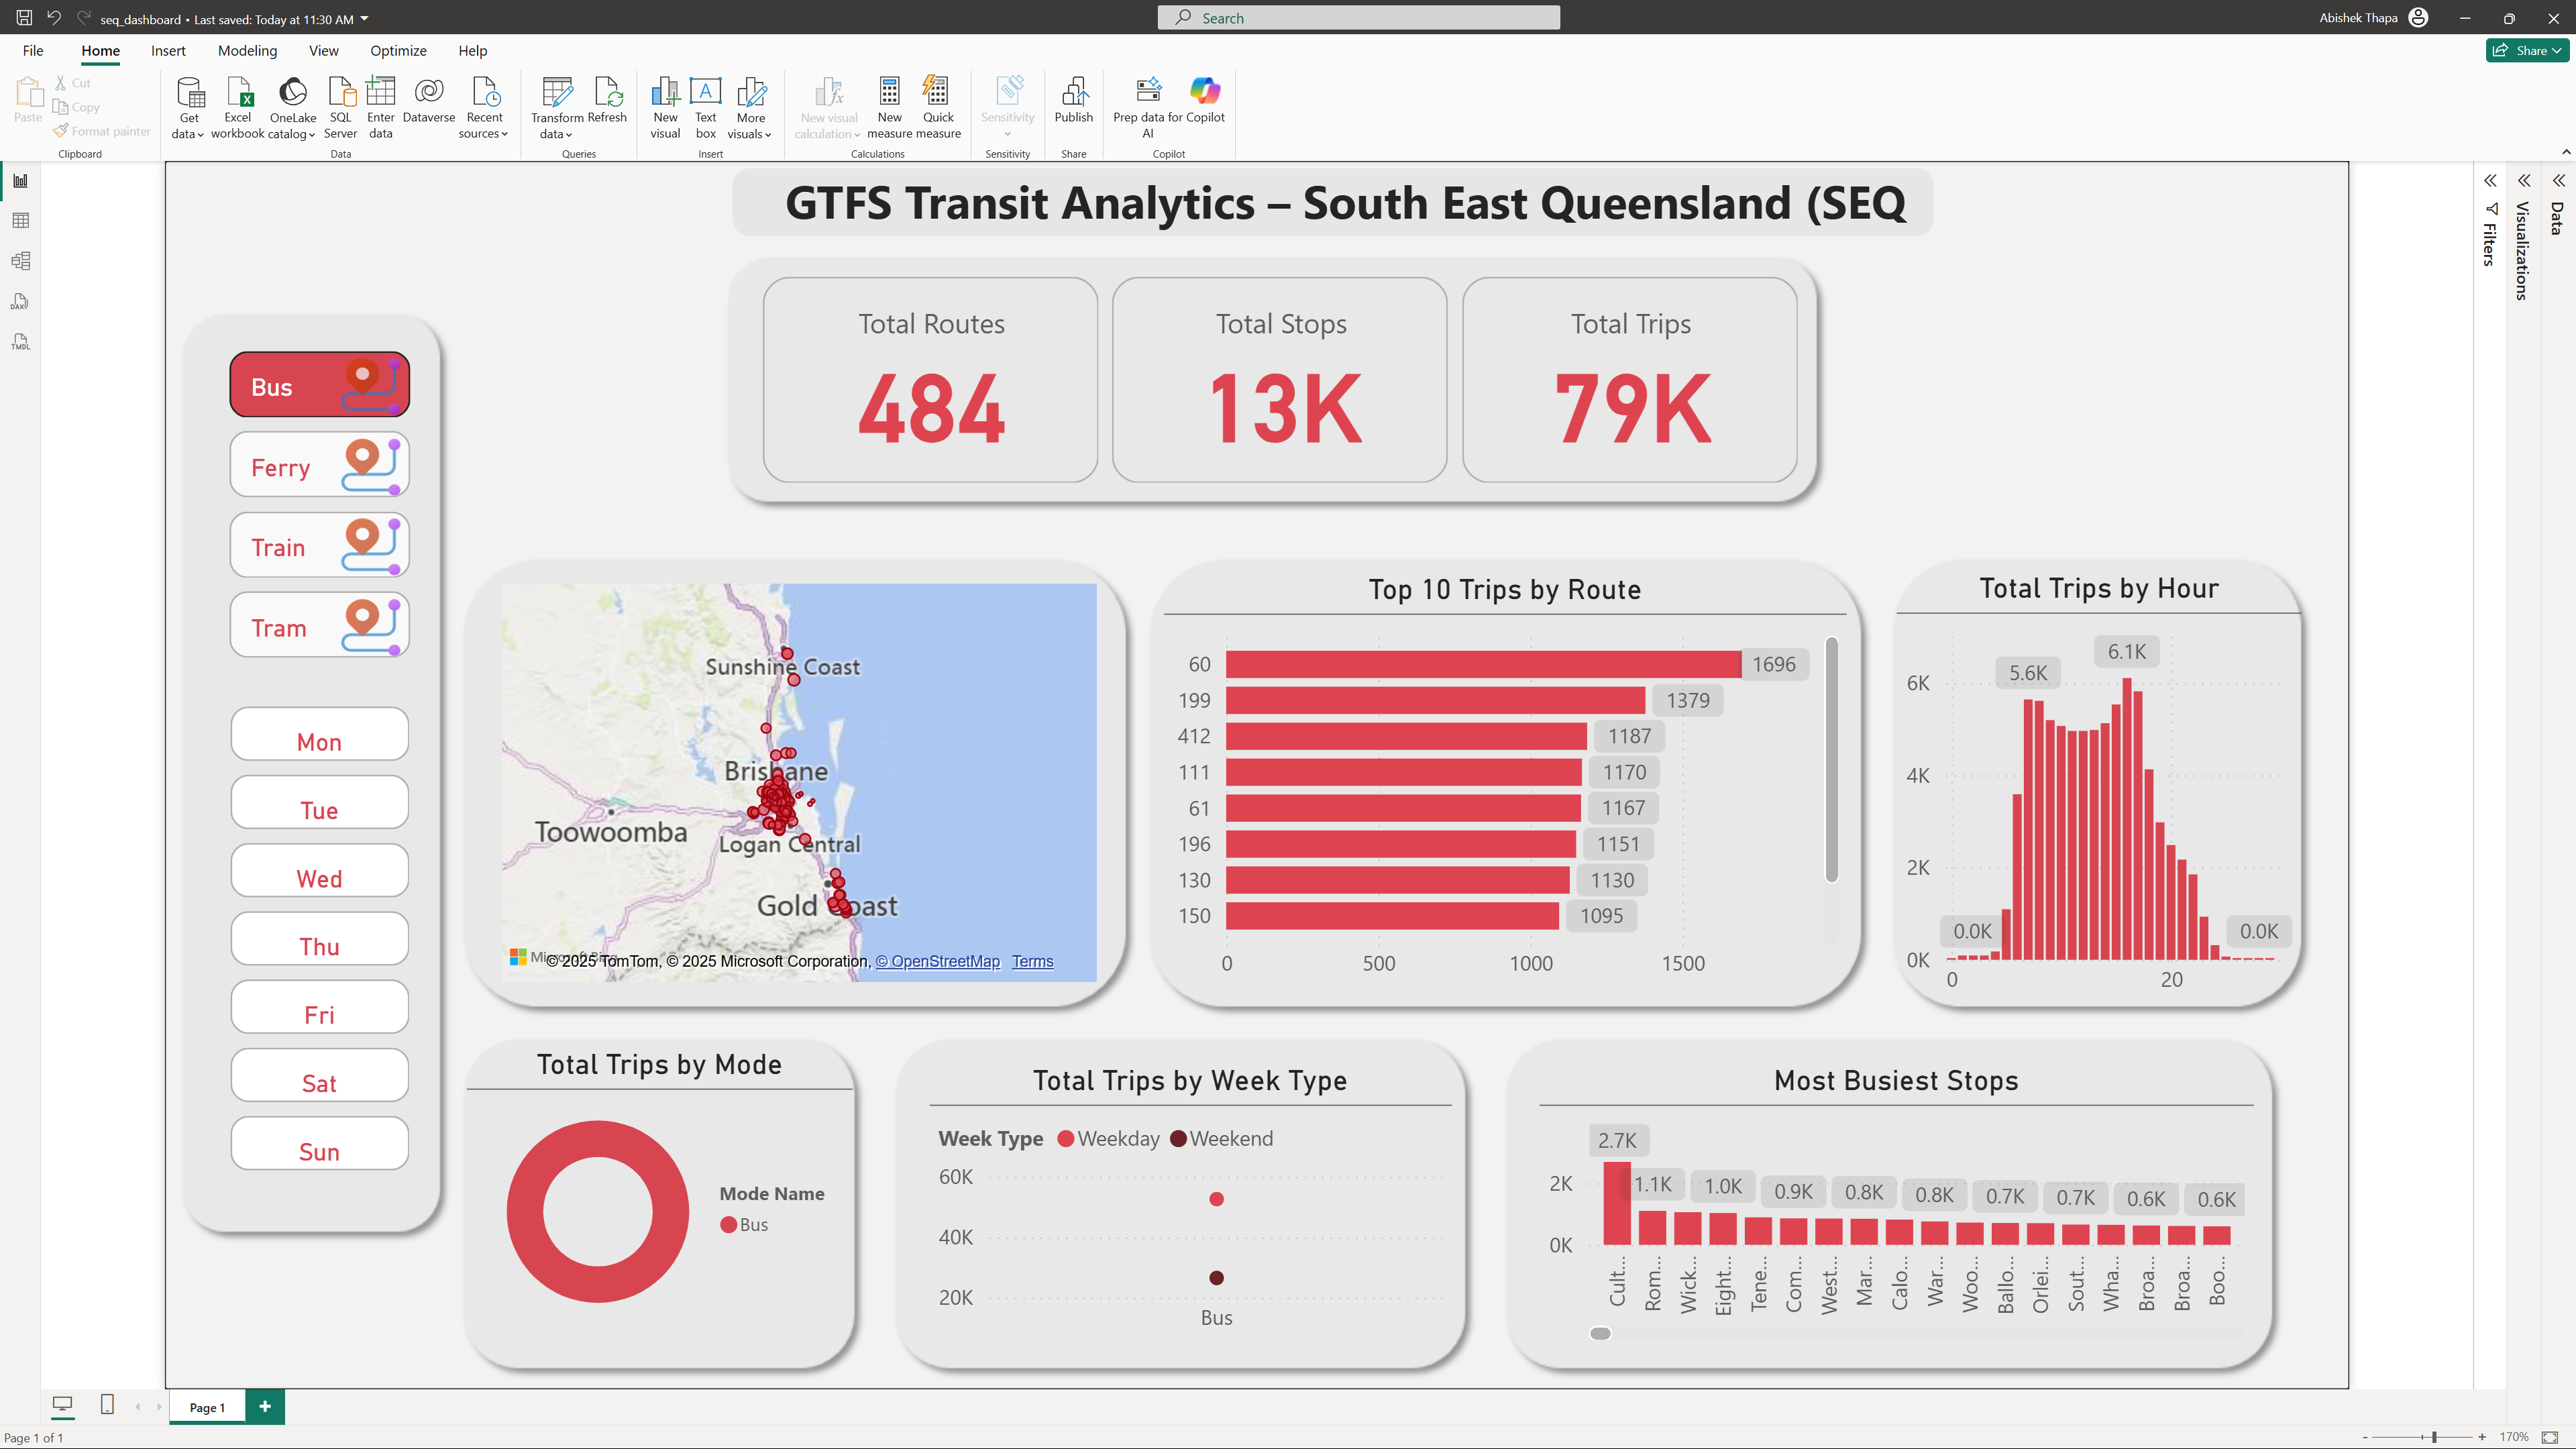 seq_dashboard • Last saved: Today at 11:30 AM
Search
Abishek Thapa
File Home Insert Modeling View Optimize Help
Share
Paste
Cut
Copy
Format painter
Clipboard
Get data
Excel workbook
OneLake catalog
SQL Server
Enter data
Dataverse
Recent sources
Data
Transform data
Refresh
Queries
New visual
Text box
More visuals
Insert
New visual calculation
New measure
Quick measure
Calculations
Sensitivity
Sensitivity
Publish
Share
Prep data for AI
Copilot
Copilot
DAX
TMDL
Filters
Visualizations
Data
GTFS Transit Analytics – South East Queensland (SEQ
Total Routes
484
Total Stops
13K
Total Trips
79K
Bus
Ferry
Train
Tram
Mon
Tue
Wed
Thu
Fri
Sat
Sun
Sunshine Coast
Brisbane
Toowoomba
Logan Central
Gold Coast
© 2025 TomTom, © 2025 Microsoft Corporation, © OpenStreetMap Terms
Top 10 Trips by Route
60 1696
199 1379
412 1187
111 1170
61 1167
196 1151
130 1130
150 1095
0 500 1000 1500
Total Trips by Hour
6.1K
5.6K
6K
4K
2K
0.0K 0.0K
0K
0 20
Total Trips by Mode
Mode Name
Bus
Total Trips by Week Type
Week Type Weekday Weekend
60K
40K
20K
Bus
Most Busiest Stops
2.7K
2K
1.1K 1.0K 0.9K 0.8K 0.8K 0.7K 0.7K 0.6K 0.6K
0K
Cult... Rom... Wick... Eight... Tene... Com... West... Mar... Calo... War... Woo... Ballo... Orlei... Sout... Wha... Broa... Broa... Boo...
Page 1
Page 1 of 1
170%